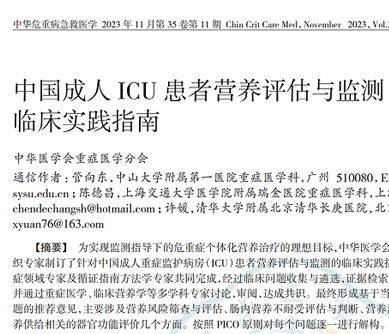 中华危重病急救医学 2023 年 11 月第 35 卷第 11 期 Chin Crit Care Med, November 2023, Vol.
中国成人 ICU 患者营养评估与监测
临床实践指南
中华医学会重症医学分会
通信作者：管向东，中山大学附属第一医院重症医学科，广州 510080，E
sysu.edu.cn；陈德昌，上海交通大学医学院附属瑞金医院重症医学科，上
chendechangsh@hotmail.com；许媛，清华大学附属北京清华长庚医院，北
xyuan76@163.com
【摘要】 为实现监测指导下的危重症个体化营养治疗的理想目标，中华医学会
织专家制订了针对中国成人重症监护病房（ICU）患者营养评估与监测的临床实践指
症领域专家及循证指南方法学专家共同完成，经过临床问题收集与遴选，证据检索
并通过重症医学、临床营养学等多学科专家讨论，审阅，达成共识。最终形成基于当
题的推荐意见，主要涉及营养风险筛查与评估、肠内营养不耐受评估与判断、营养
养供给相关的器官功能评价几个方面。按照 PICO 原则对每个问题逐一进行解析